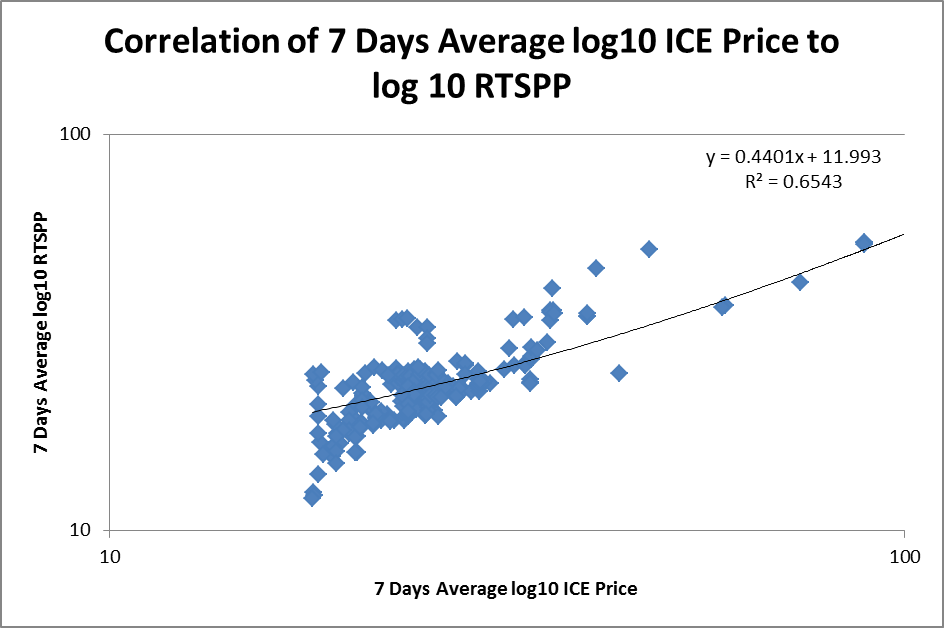 Correlation of 7 Days Average log10 ICE Price to
log 10 RTSPP
100
y = 0.4401x + 11.993
R² = 0.6543
7 Days Average log10 RTSPP
10
10
100
7 Days Average log10 ICE Price